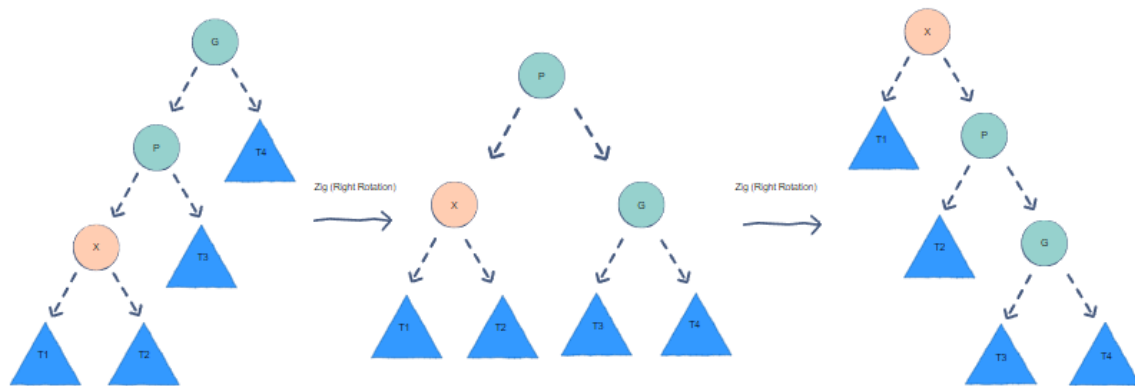 G
P
T4
X
T3
T1
T2
Zig (Right Rotation)
P
X
G
T1
T2
T3
T4
Zig (Right Rotation)
X
T1
P
T2
G
T3
T4